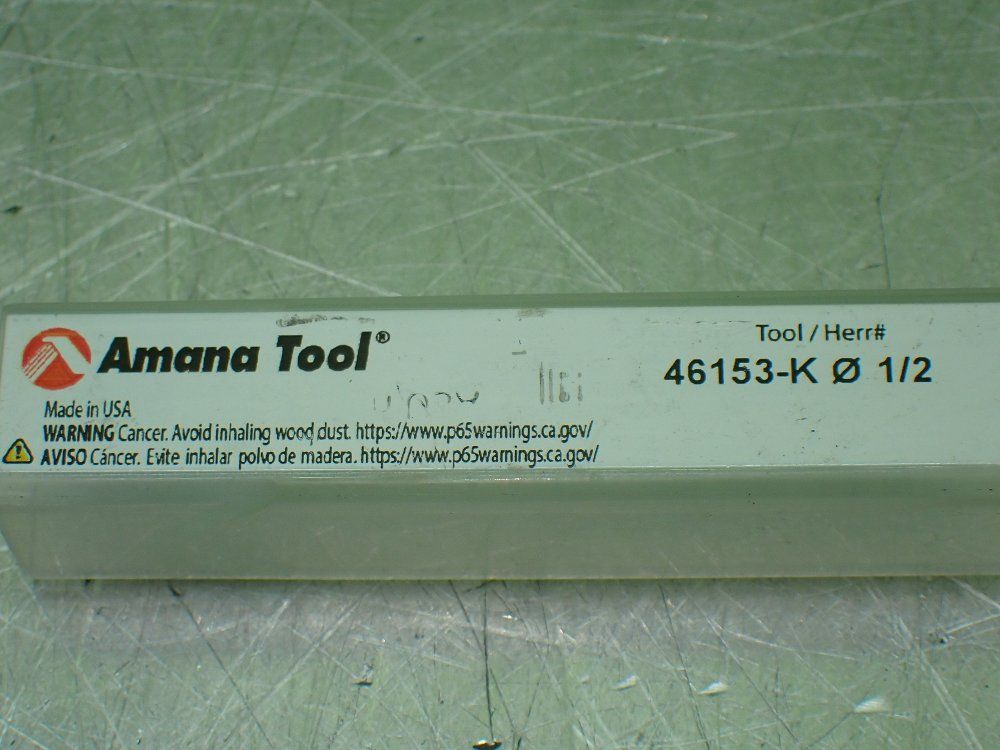 Amana Tool®
Tool / Herr#
46153-K Ø 1/2
Made in USA
WARNING Cancer. Avoid inhaling wood dust. https://www.p65warnings.ca.gov/
AVISO Cáncer. Evite inhalar polvo de madera. https://www.p65warnings.ca.gov/